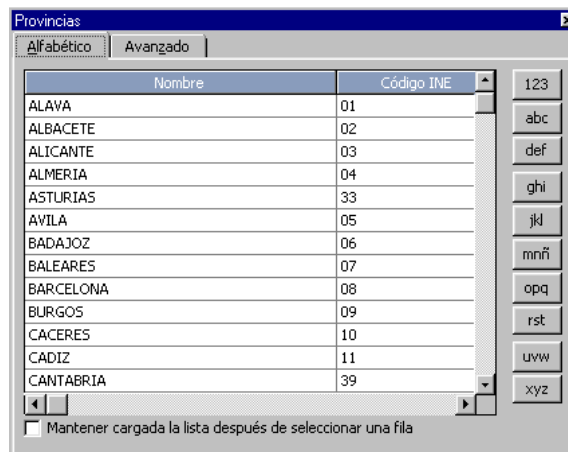 Provincias
Alfabético Avanzado
Nombre Código INE
ALAVA 01
ALBACETE 02
ALICANTE 03
ALMERIA 04
ASTURIAS 33
AVILA 05
BADAJOZ 06
BALEARES 07
BARCELONA 08
BURGOS 09
CACERES 10
CADIZ 11
CANTABRIA 39
123
abc
def
ghi
jkl
mnñ
opq
rst
uvw
xyz
Mantener cargada la lista después de seleccionar una fila